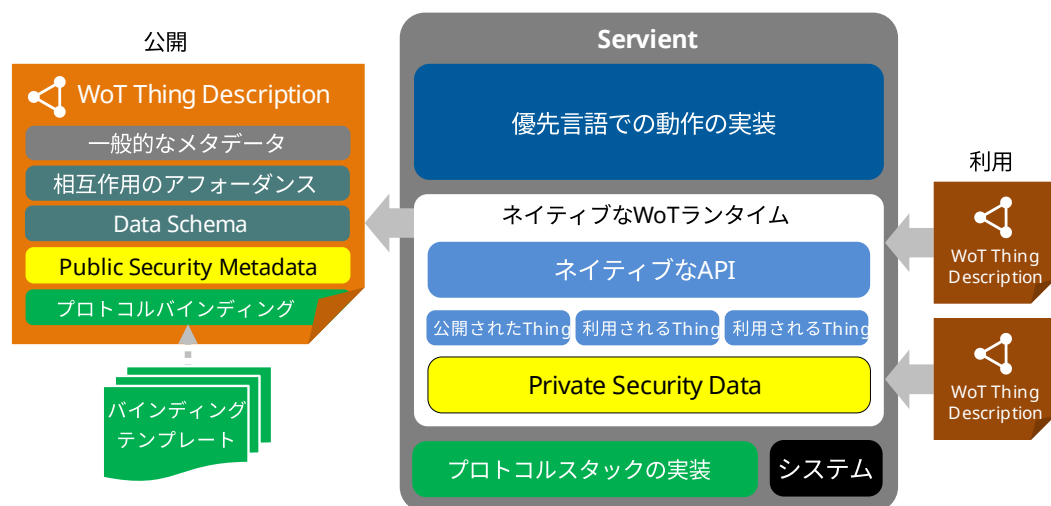 公開
WoT Thing Description
一般的なメタデータ
相互作用のアフォーダンス
Data Schema
Public Security Metadata
プロトコルバインディング
バインディング
テンプレート
Servient
優先言語での動作の実装
ネイティブなWoTランタイム
ネイティブなAPI
公開されたThing
利用されるThing
利用されるThing
Private Security Data
プロトコルスタックの実装
システム
利用
WoT Thing
Description
WoT Thing
Description